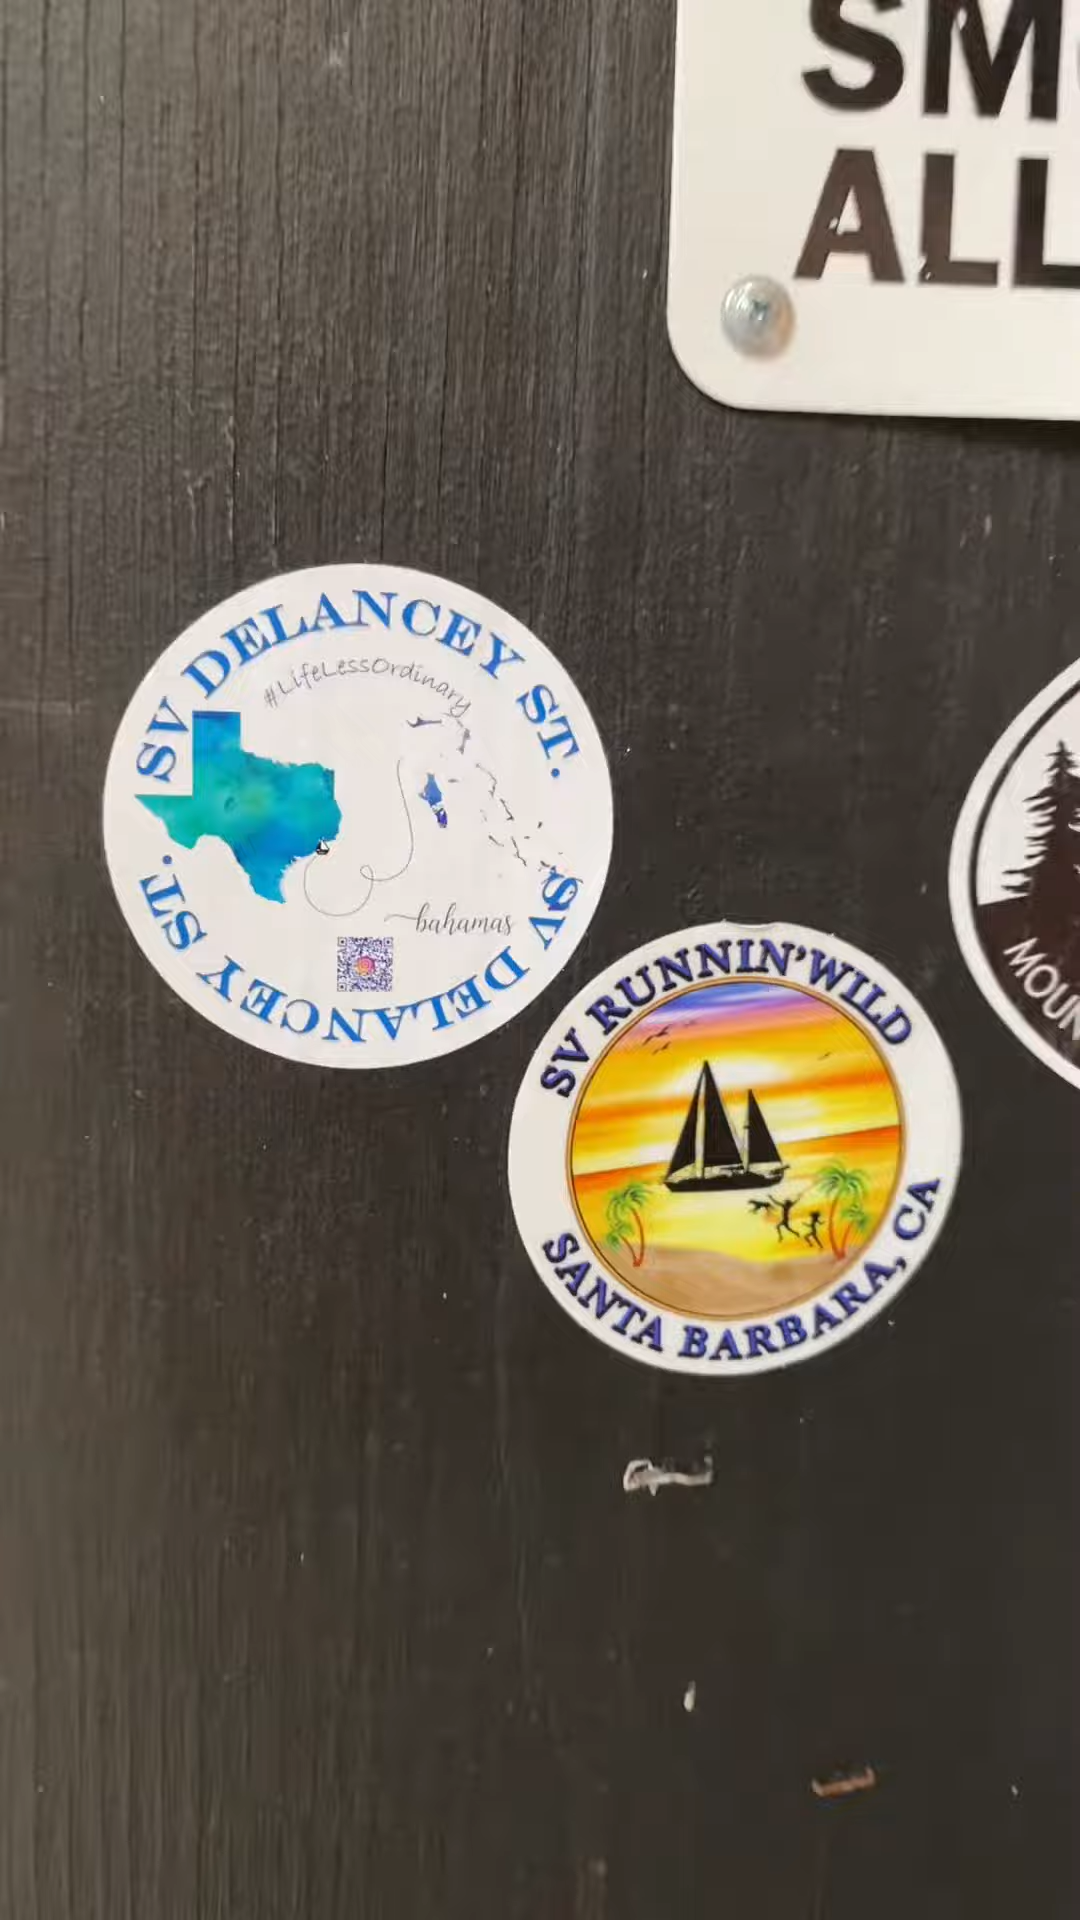 SM
ALL
SV DELANCEY ST.
#LifeLessOrdinary
bahamas
SV DELANCEY ST.
SV RUNNIN'WILD
SANTA BARBARA, CA
MOUN